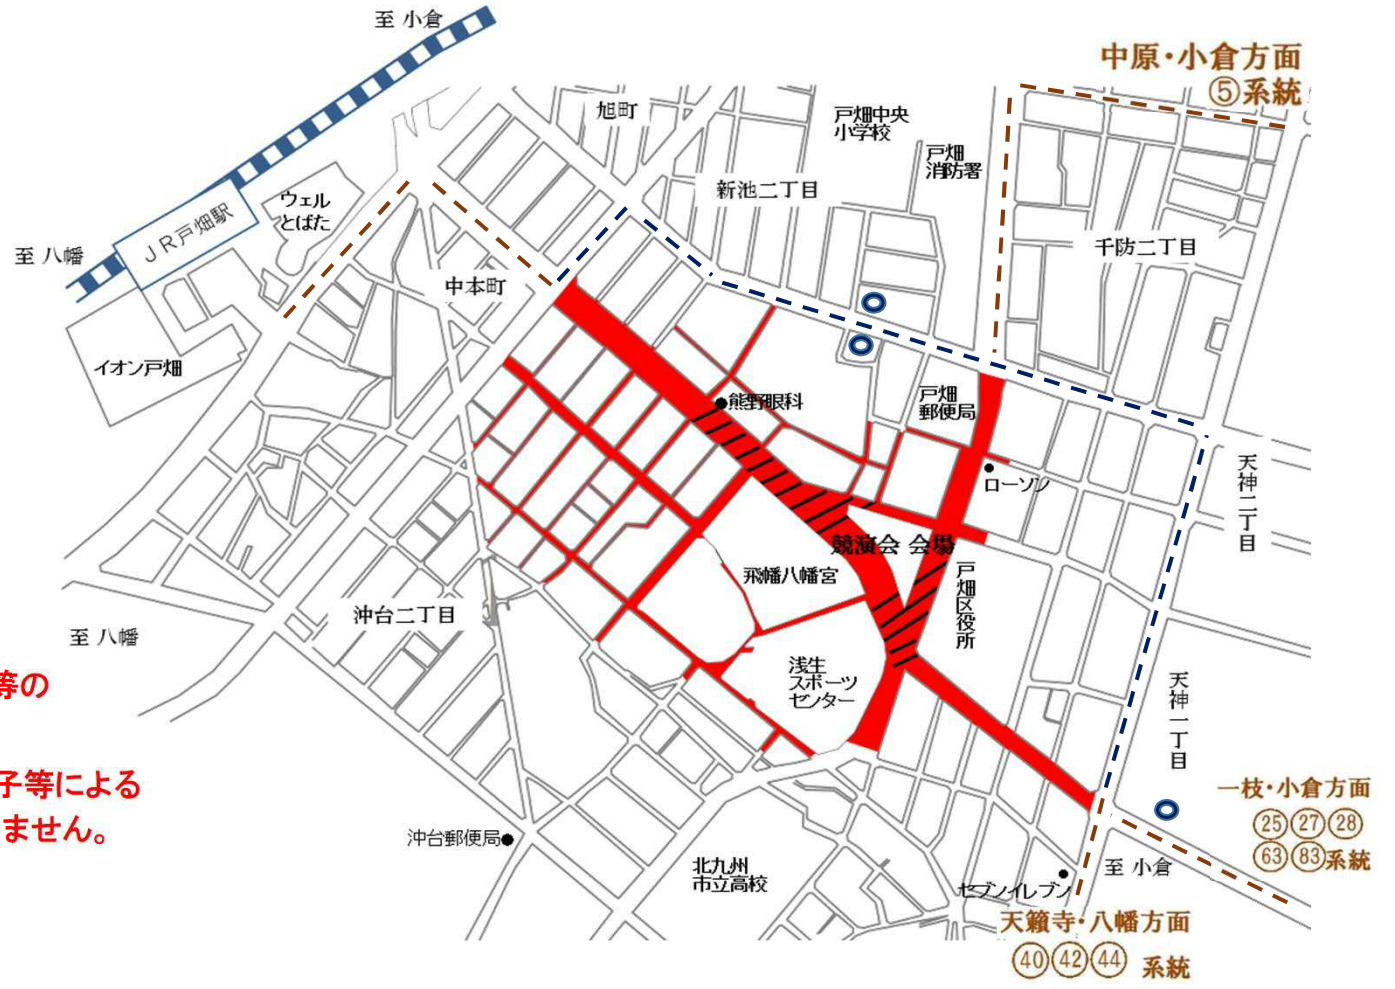 至 小倉
中原・小倉方面
⑤系統
旭町
戸畑中央
小学校
戸畑
消防署
新池二丁目
ウェル
とばた
JR戸畑駅
至 八幡
千防二丁目
中本町
イオン戸畑
熊野眼科
戸畑
郵便局
ローソン
天神二丁目
競演会 会場
飛幡八幡宮
戸畑区役所
沖台二丁目
至 八幡
浅生
スポーツ
センター
等の
天神一丁目
子等による
ません。
一枝・小倉方面
㉕㉗㉘
63 83系統
沖台郵便局
北九州
市立高校
至 小倉
セブンイレブン
天籟寺・八幡方面
㊵㊷㊹ 系統